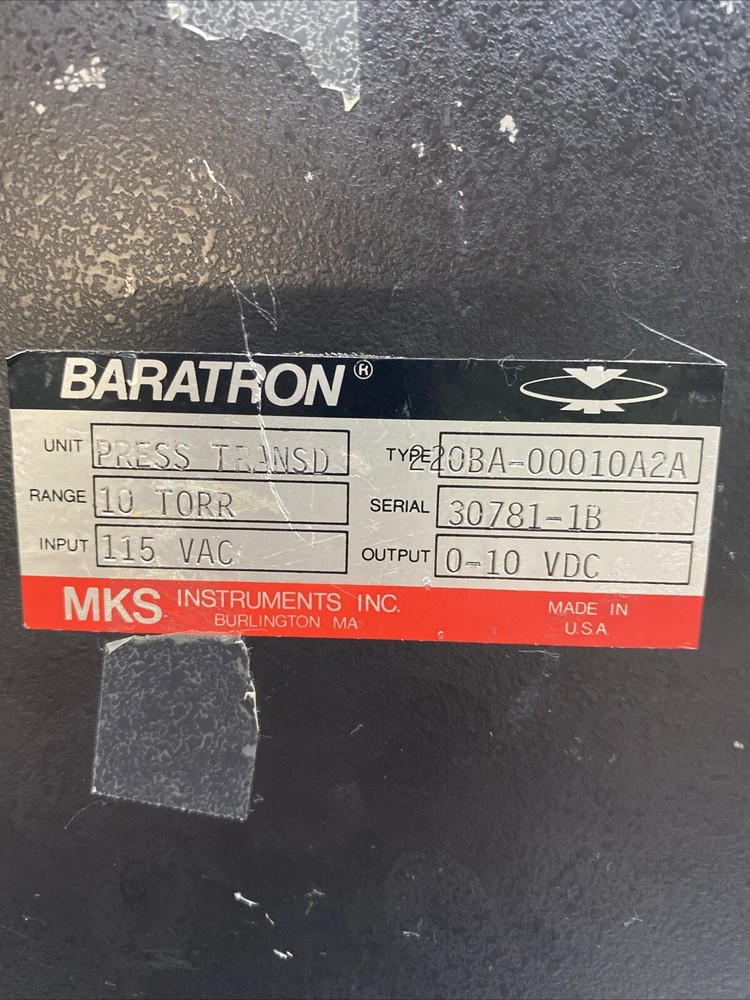 BARATRON®
UNIT PRESS TRANSD TYPE 220BA-00010A2A
RANGE 10 TORR SERIAL 30781-1B
INPUT 115 VAC OUTPUT 0-10 VDC
MKS INSTRUMENTS INC. MADE IN
BURLINGTON MA U.S.A.